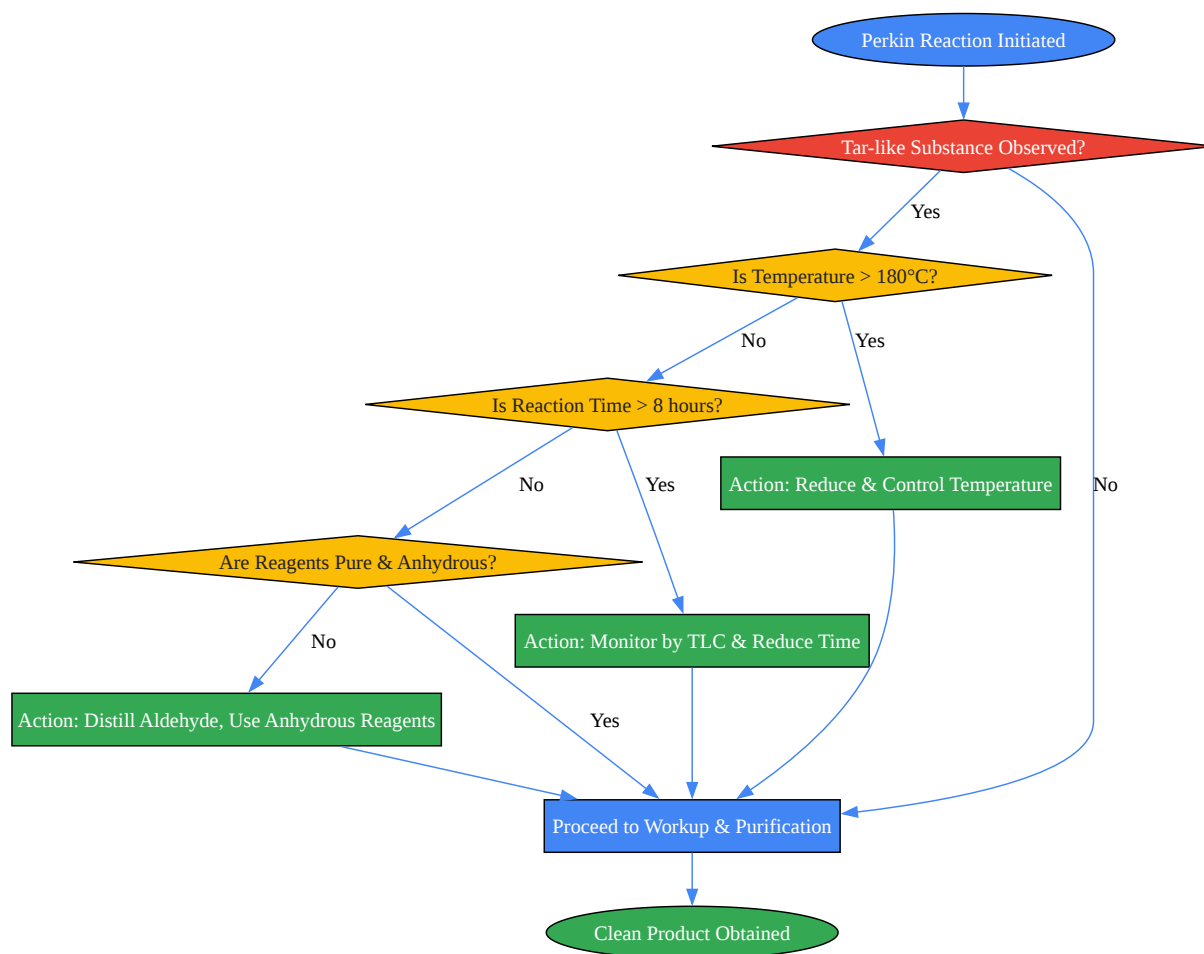 Perkin Reaction Initiated
Tar-like Substance Observed?
Yes
Is Temperature > 180°C?
No
Yes
Is Reaction Time > 8 hours?
No
Yes
Action: Reduce & Control Temperature
No
Are Reagents Pure & Anhydrous?
No
Action: Monitor by TLC & Reduce Time
Action: Distill Aldehyde, Use Anhydrous Reagents
Yes
Proceed to Workup & Purification
Clean Product Obtained